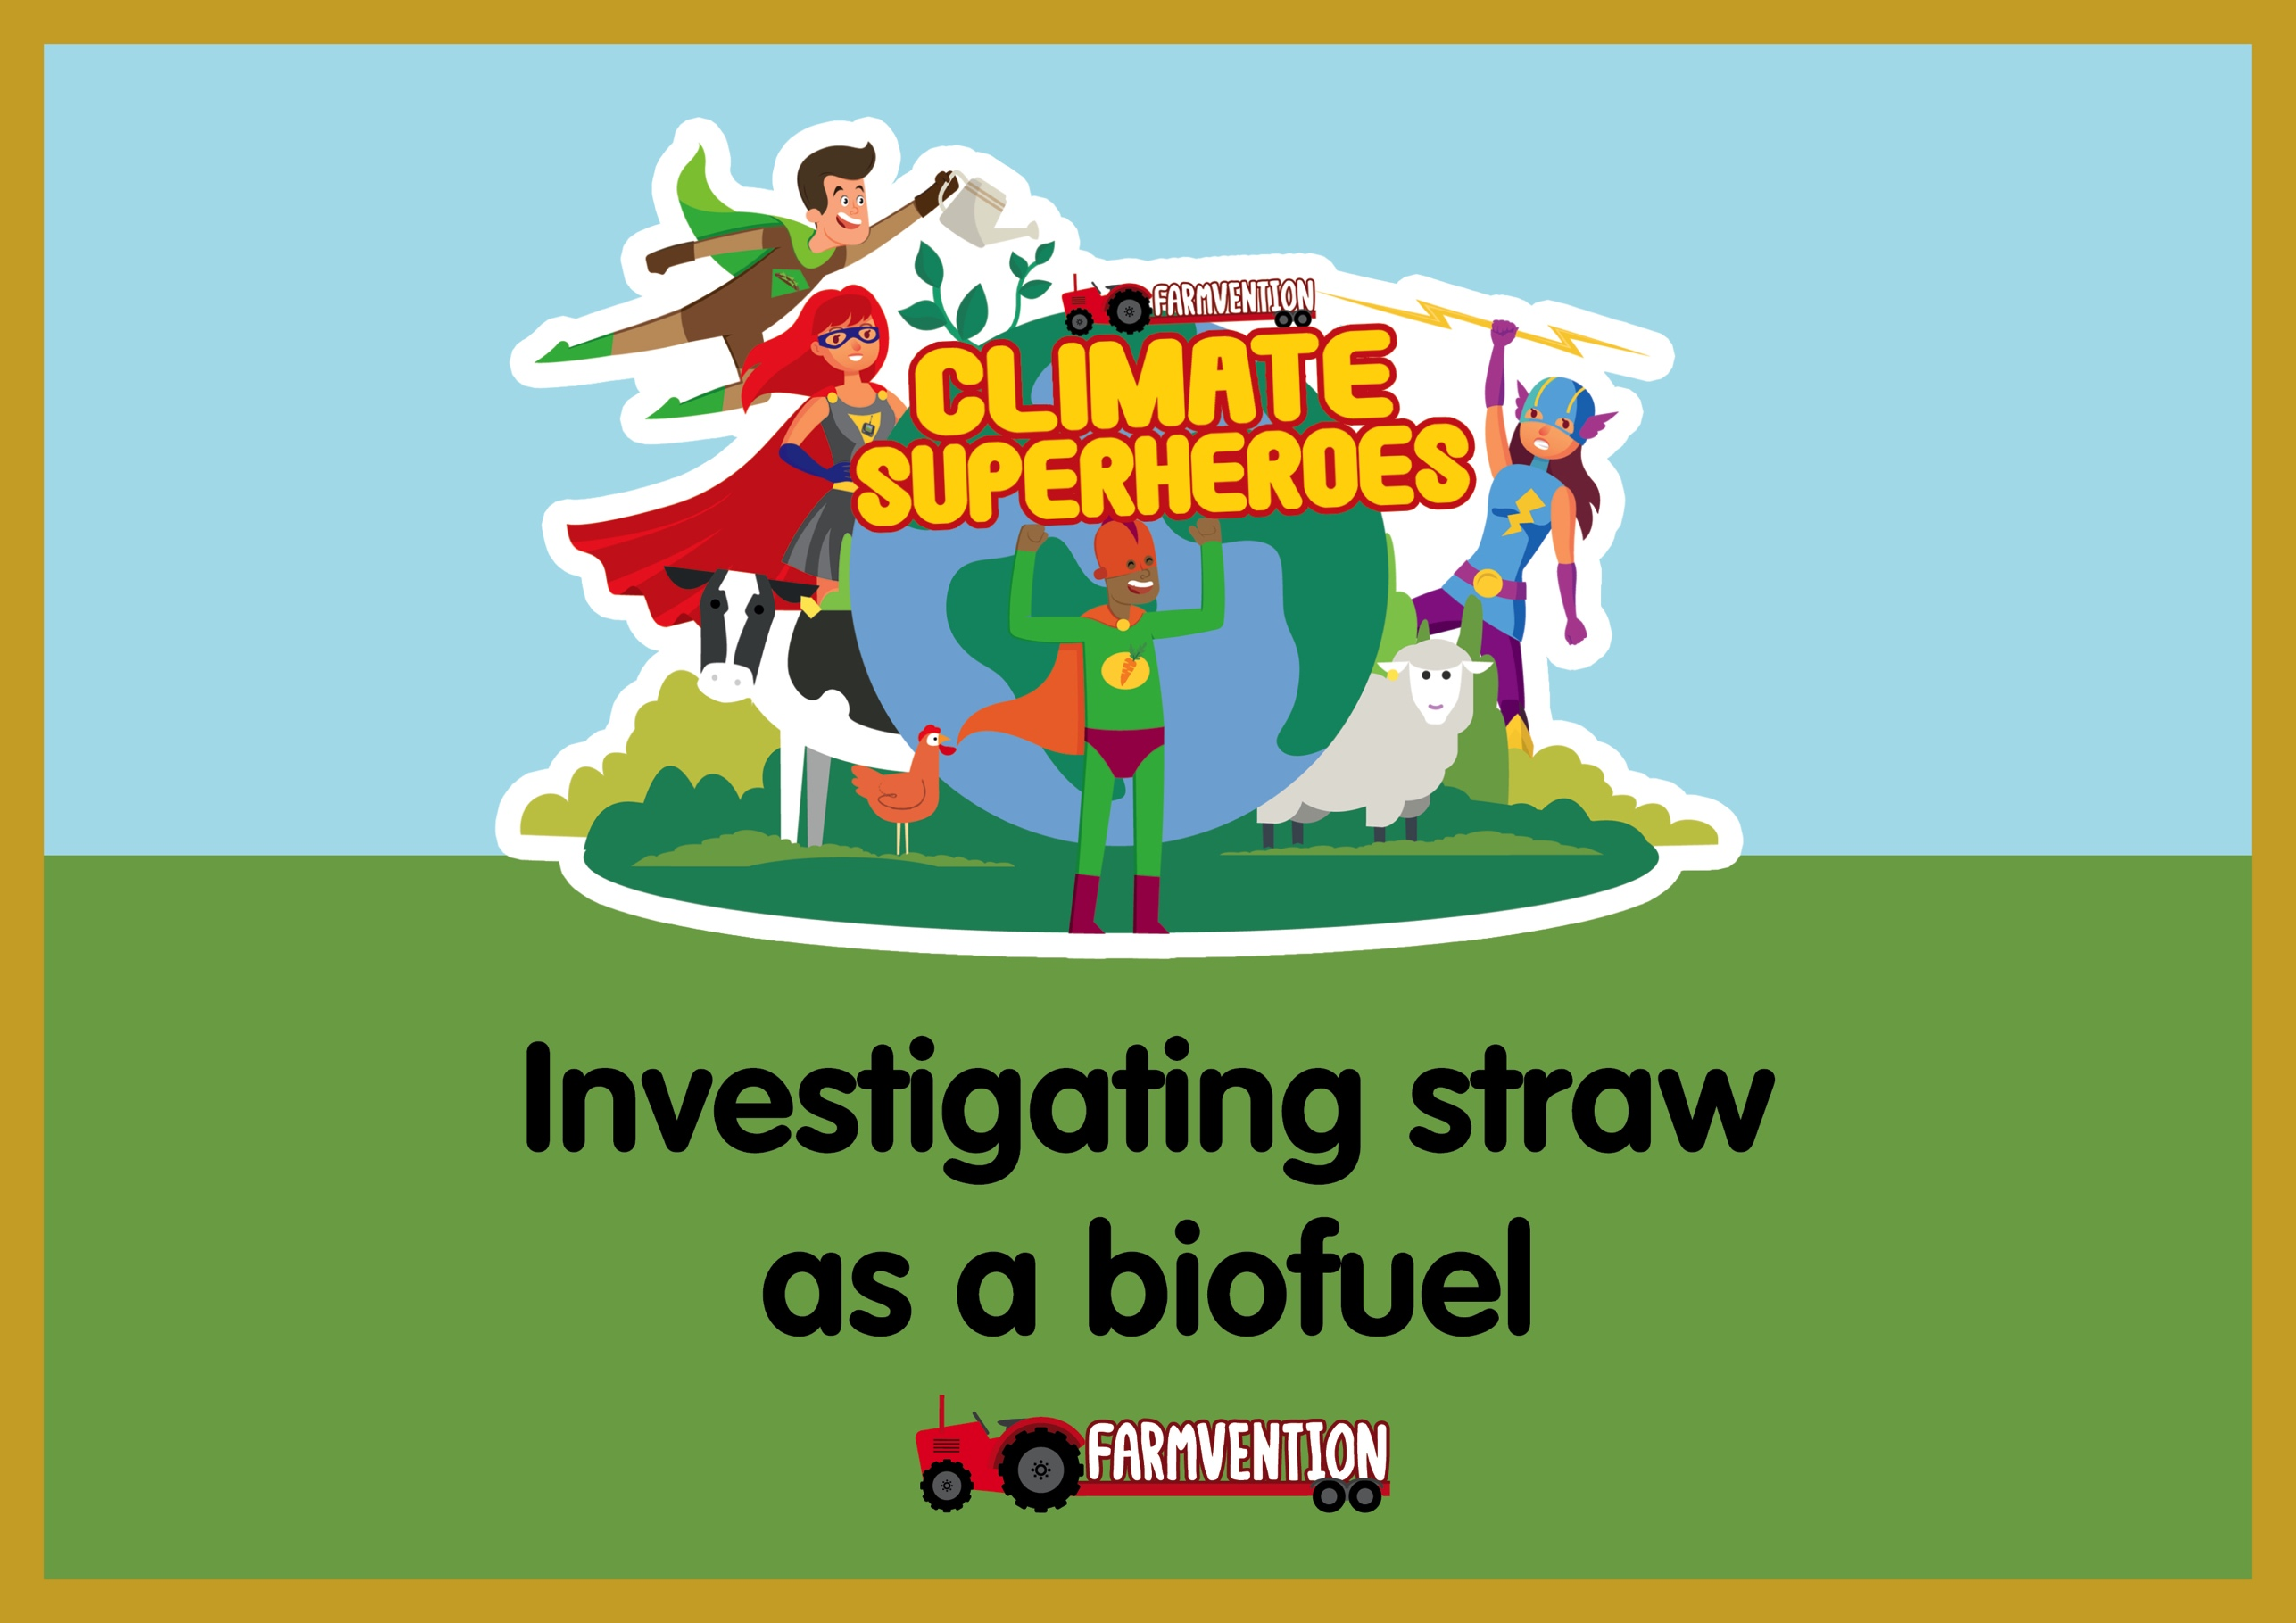 FARMVENTION
CLIMATE
SUPERHEROES
Investigating straw
as a biofuel
FARMVENTION